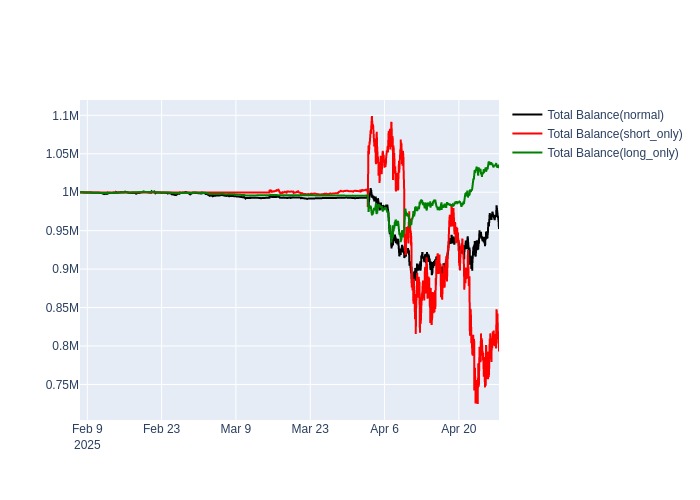 1.1M
1.05M
1M
0.95M
0.9M
0.85M
0.8M
0.75M
Feb 9
2025
Feb 23
Mar 9
Mar 23
Apr 6
Apr 20
Total Balance(normal)
Total Balance(short_only)
Total Balance(long_only)